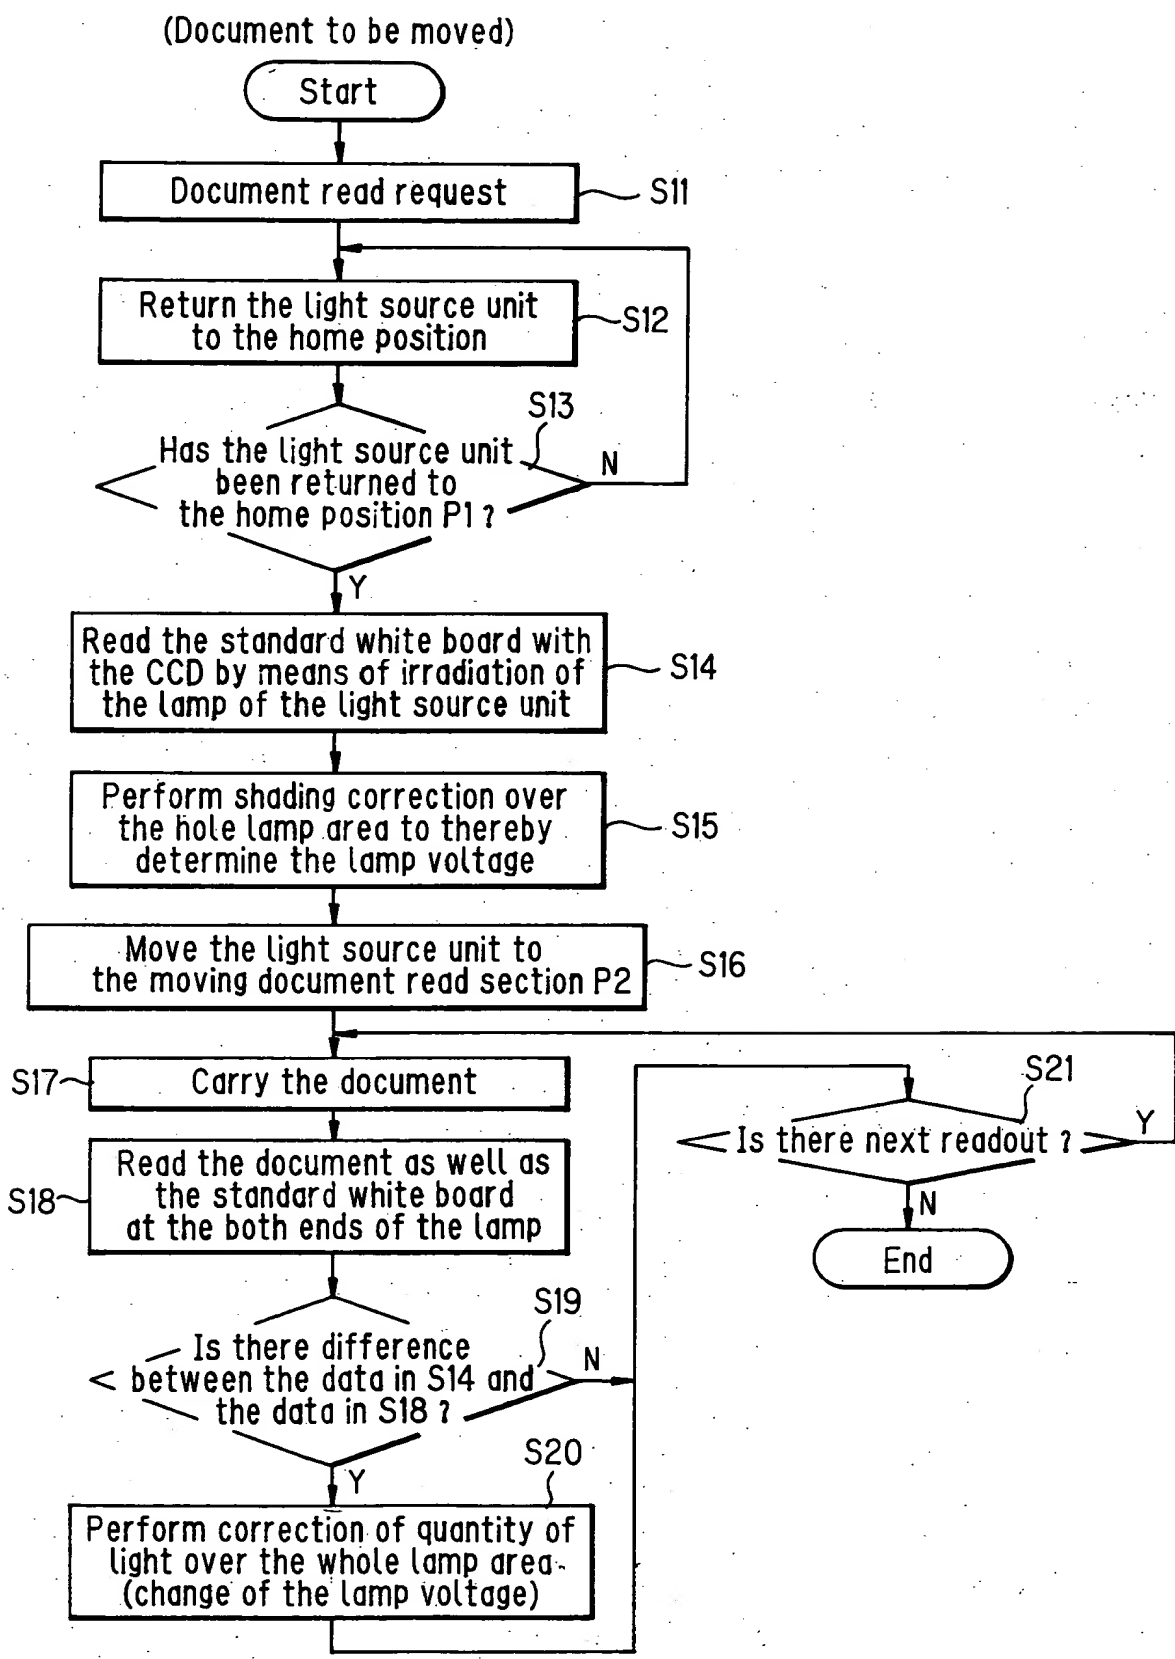 (Document to be moved)
Start
Document read request
S11
Return the light source unit
to the home position
S12
S13
Has the light source unit
been returned to
the home position P1 ?
N
Y
Read the standard white board with
the CCD by means of irradiation of
the lamp of the light source unit
S14
Perform shading correction over
the hole lamp area to thereby
determine the lamp voltage
S15
Move the light source unit to
the moving document read section P2
S16
S17
Carry the document
S18
Read the document as well as
the standard white board
at the both ends of the lamp
S19
Is there difference
between the data in S14 and
the data in S18 ?
N
Y
S20
Perform correction of quantity of
light over the whole lamp area
(change of the lamp voltage)
S21
Is there next readout ?
Y
N
End